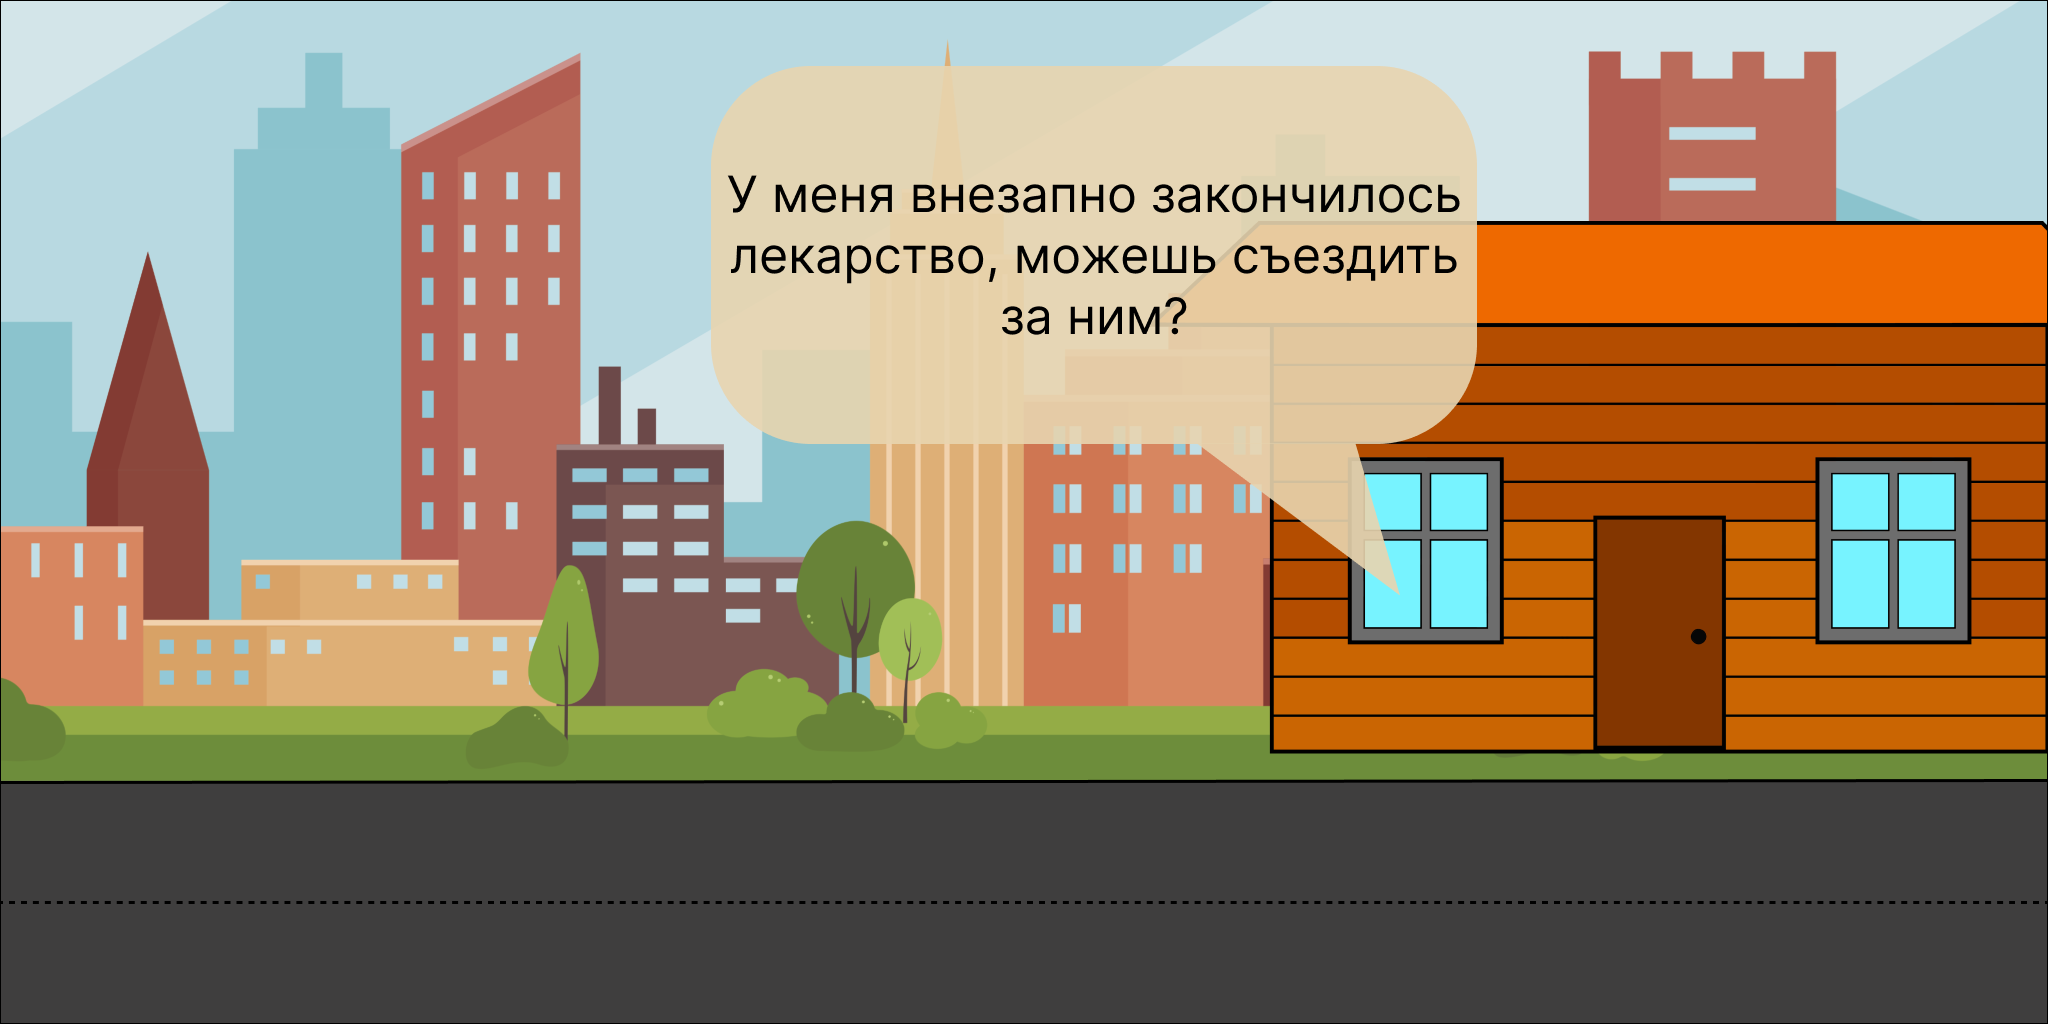 У меня внезапно закончилось
лекарство, можешь съездить
за ним?